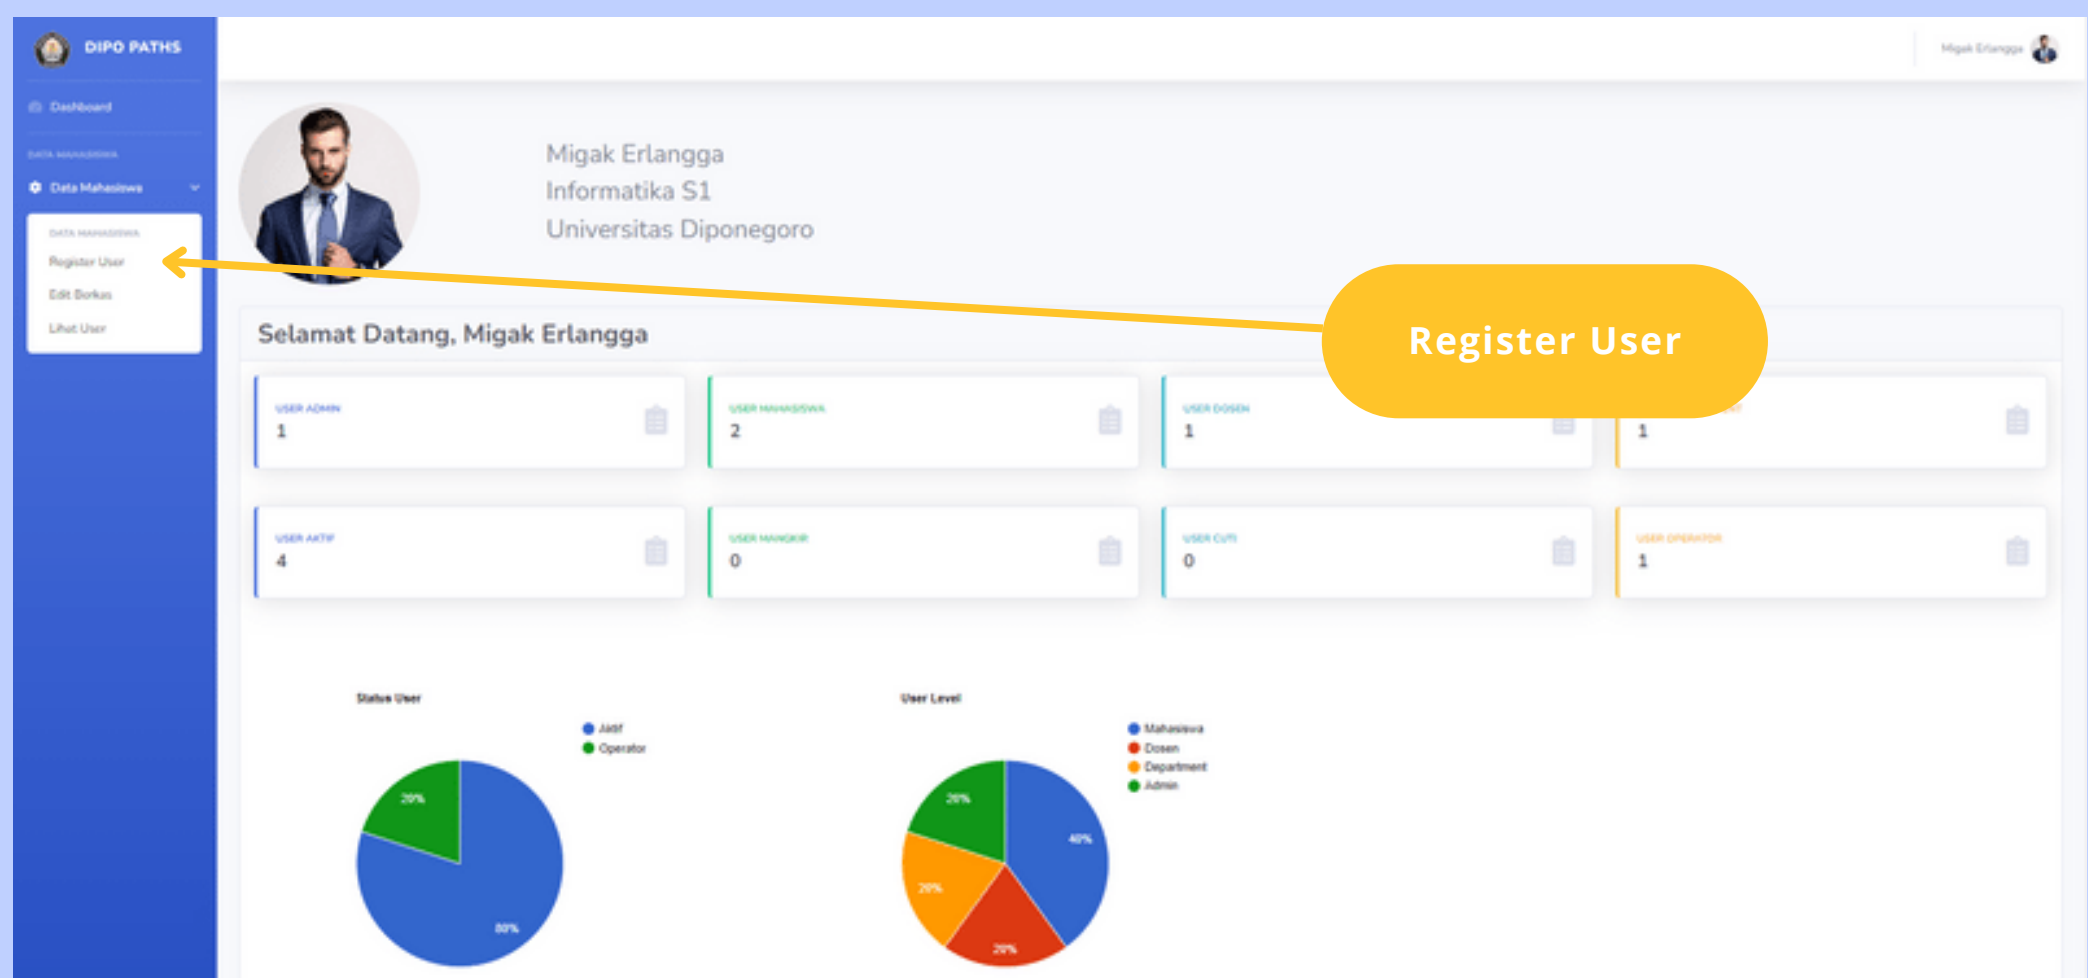 DIPO PATHS
Migak Erlangga
Dashboard
DATA MAHASISWA
Data Mahasiswa
DATA MAHASISWA
Register User
Edit Berkas
Lihat User
Migak Erlangga
Informatika S1
Universitas Diponegoro
Register User
Selamat Datang, Migak Erlangga
USER ADMIN
1
USER MAHASISWA
2
USER DOSEN
1
1
USER AKTIF
4
USER MANGKIR
0
USER CUTI
0
USER OPERATOR
1
Status User
Aktif
Operator
20%
80%
User Level
Mahasiswa
Dosen
Department
Admin
20%
40%
20%
20%